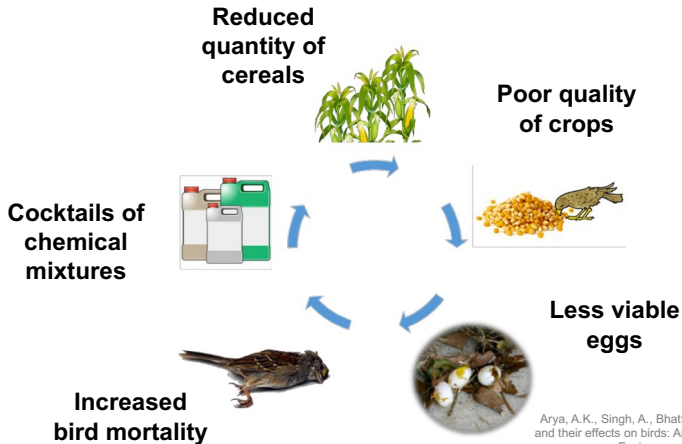 Reduced
quantity of
cereals
Poor quality
of crops
Less viable
eggs
Increased
bird mortality
Cocktails of
chemical
mixtures
Arya, A.K., Singh, A., Bhatt
and their effects on birds: A